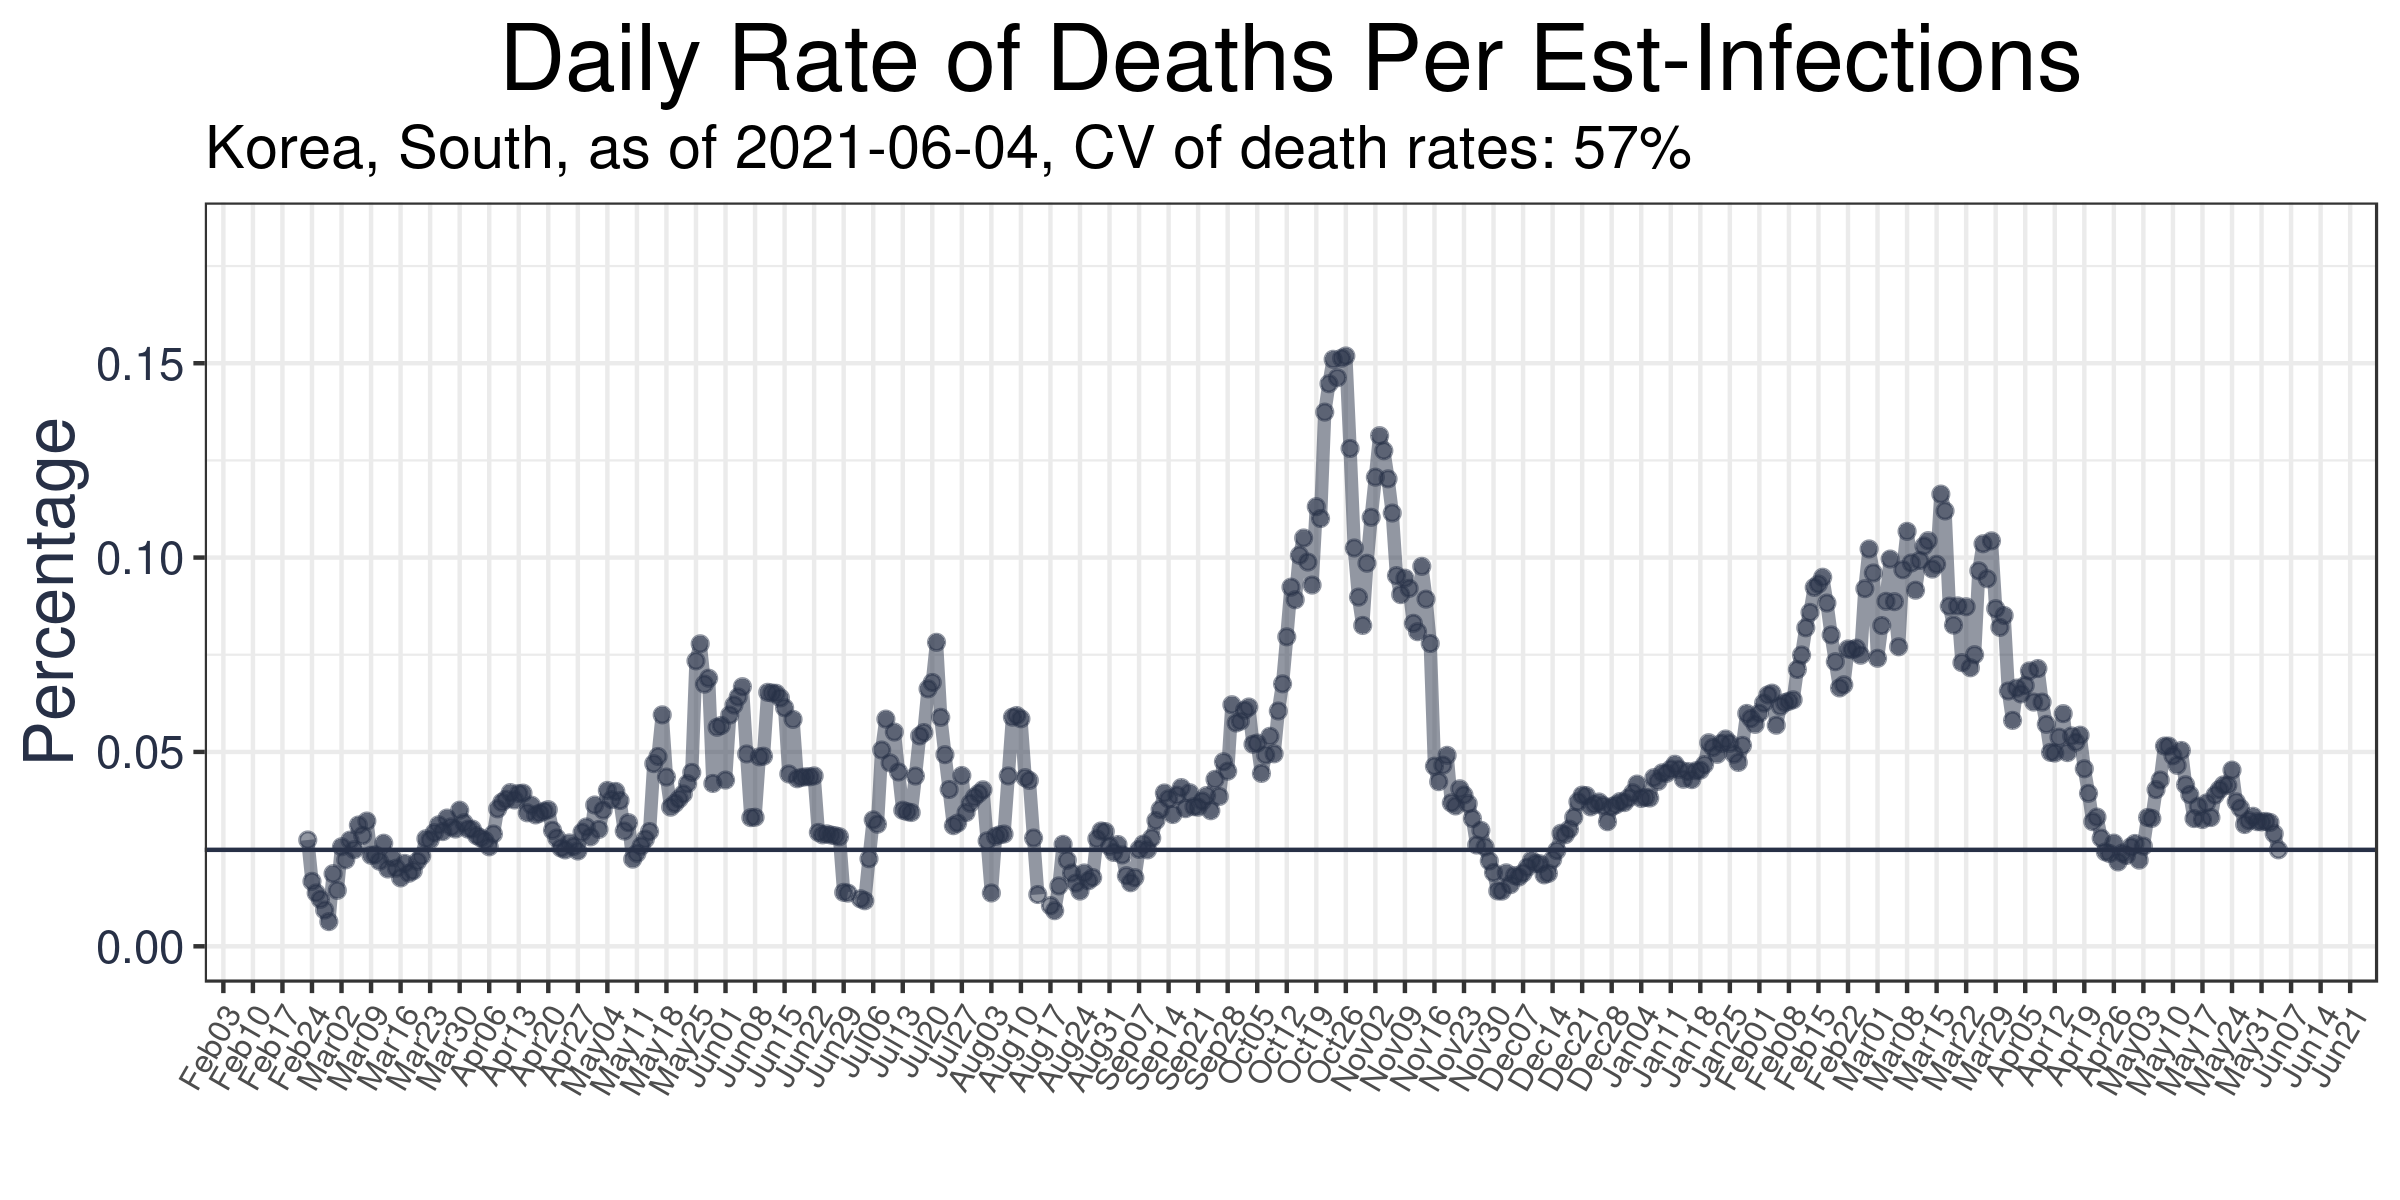 Daily Rate of Deaths Per Est-Infections
Korea, South, as of 2021-06-04, CV of death rates: 57%
Percentage
0.15
0.10
0.05
0.00
Feb03
Feb10
Feb17
Feb24
Mar02
Mar09
Mar16
Mar23
Mar30
Apr06
Apr13
Apr20
Apr27
May04
May11
May18
May25
Jun01
Jun08
Jun15
Jun22
Jun29
Jul06
Jul13
Jul20
Jul27
Aug03
Aug10
Aug17
Aug24
Aug31
Sep07
Sep14
Sep21
Sep28
Oct05
Oct12
Oct19
Oct26
Nov02
Nov09
Nov16
Nov23
Nov30
Dec07
Dec14
Dec21
Dec28
Jan04
Jan11
Jan18
Jan25
Feb01
Feb08
Feb15
Feb22
Mar01
Mar08
Mar15
Mar22
Mar29
Apr05
Apr12
Apr19
Apr26
May03
May10
May17
May24
May31
Jun07
Jun14
Jun21